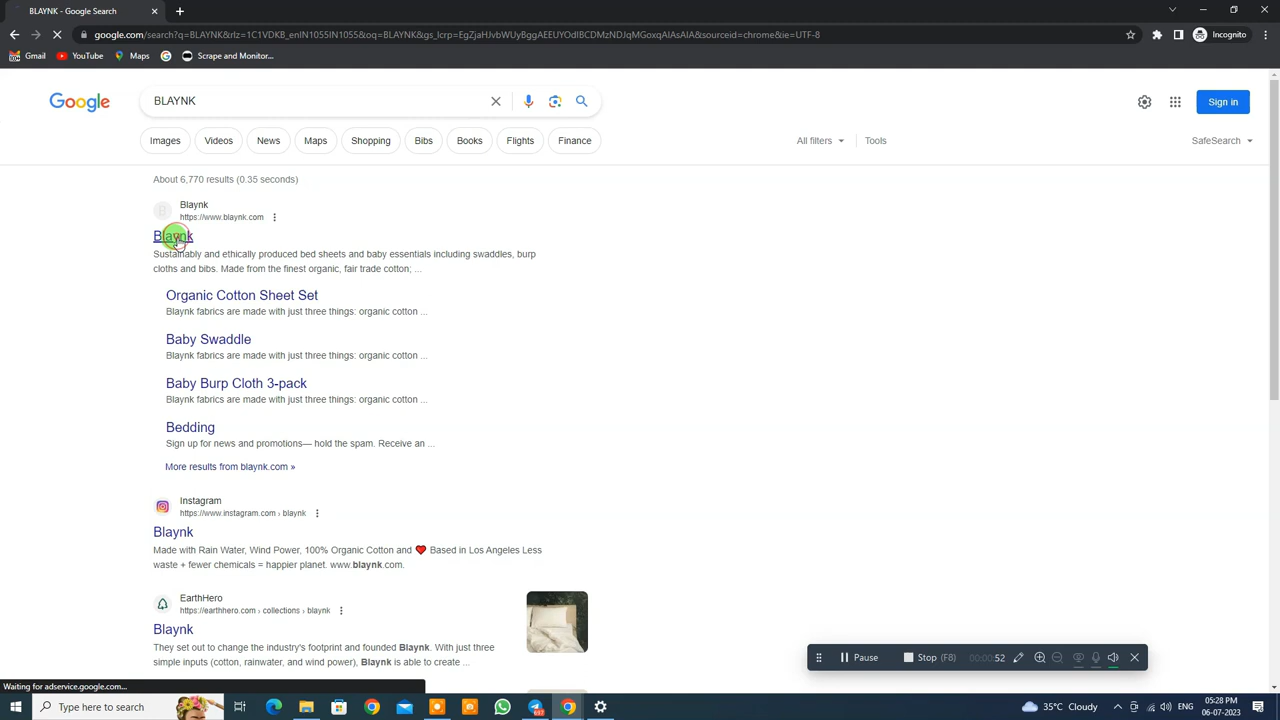 BLAYNK - Google Search
google.com/search?q=BLAYNK&rlz=1C1VDKB_enIN1055IN1055&oq=BLAYNK&gs_lcrp=EgZjaHJvbWUyBggAEEUYOdIBCDMzNDJqMGoxqAIAsAIA&sourceid=chrome&ie=UTF-8
Incognito
Gmail
YouTube
Maps
Scrape and Monitor...
Google
BLAYNK
Sign in
Images
Videos
News
Maps
Shopping
Bibs
Books
Flights
Finance
All filters
Tools
SafeSearch
About 6,770 results (0.35 seconds)
B
Blaynk
https://www.blaynk.com
Blaynk
Sustainably and ethically produced bed sheets and baby essentials including swaddles, burp
cloths and bibs. Made from the finest organic, fair trade cotton; ...
Organic Cotton Sheet Set
Blaynk fabrics are made with just three things: organic cotton ...
Baby Swaddle
Blaynk fabrics are made with just three things: organic cotton ...
Baby Burp Cloth 3-pack
Blaynk fabrics are made with just three things: organic cotton ...
Bedding
Sign up for news and promotions— hold the spam. Receive an ...
More results from blaynk.com »
Instagram
https://www.instagram.com › blaynk
Blaynk
Made with Rain Water, Wind Power, 100% Organic Cotton and ❤️ Based in Los Angeles Less
waste + fewer chemicals = happier planet. www.blaynk.com.
EarthHero
https://earthhero.com › collections › blaynk
Blaynk
They set out to change the industry's footprint and founded Blaynk. With just three
simple inputs (cotton, rainwater, and wind power), Blaynk is able to create ...
Pause
Stop (F8)
00:00:52
Waiting for adservice.google.com...
Type here to search
35°C Cloudy
ENG
05:28 PM
06-07-2023